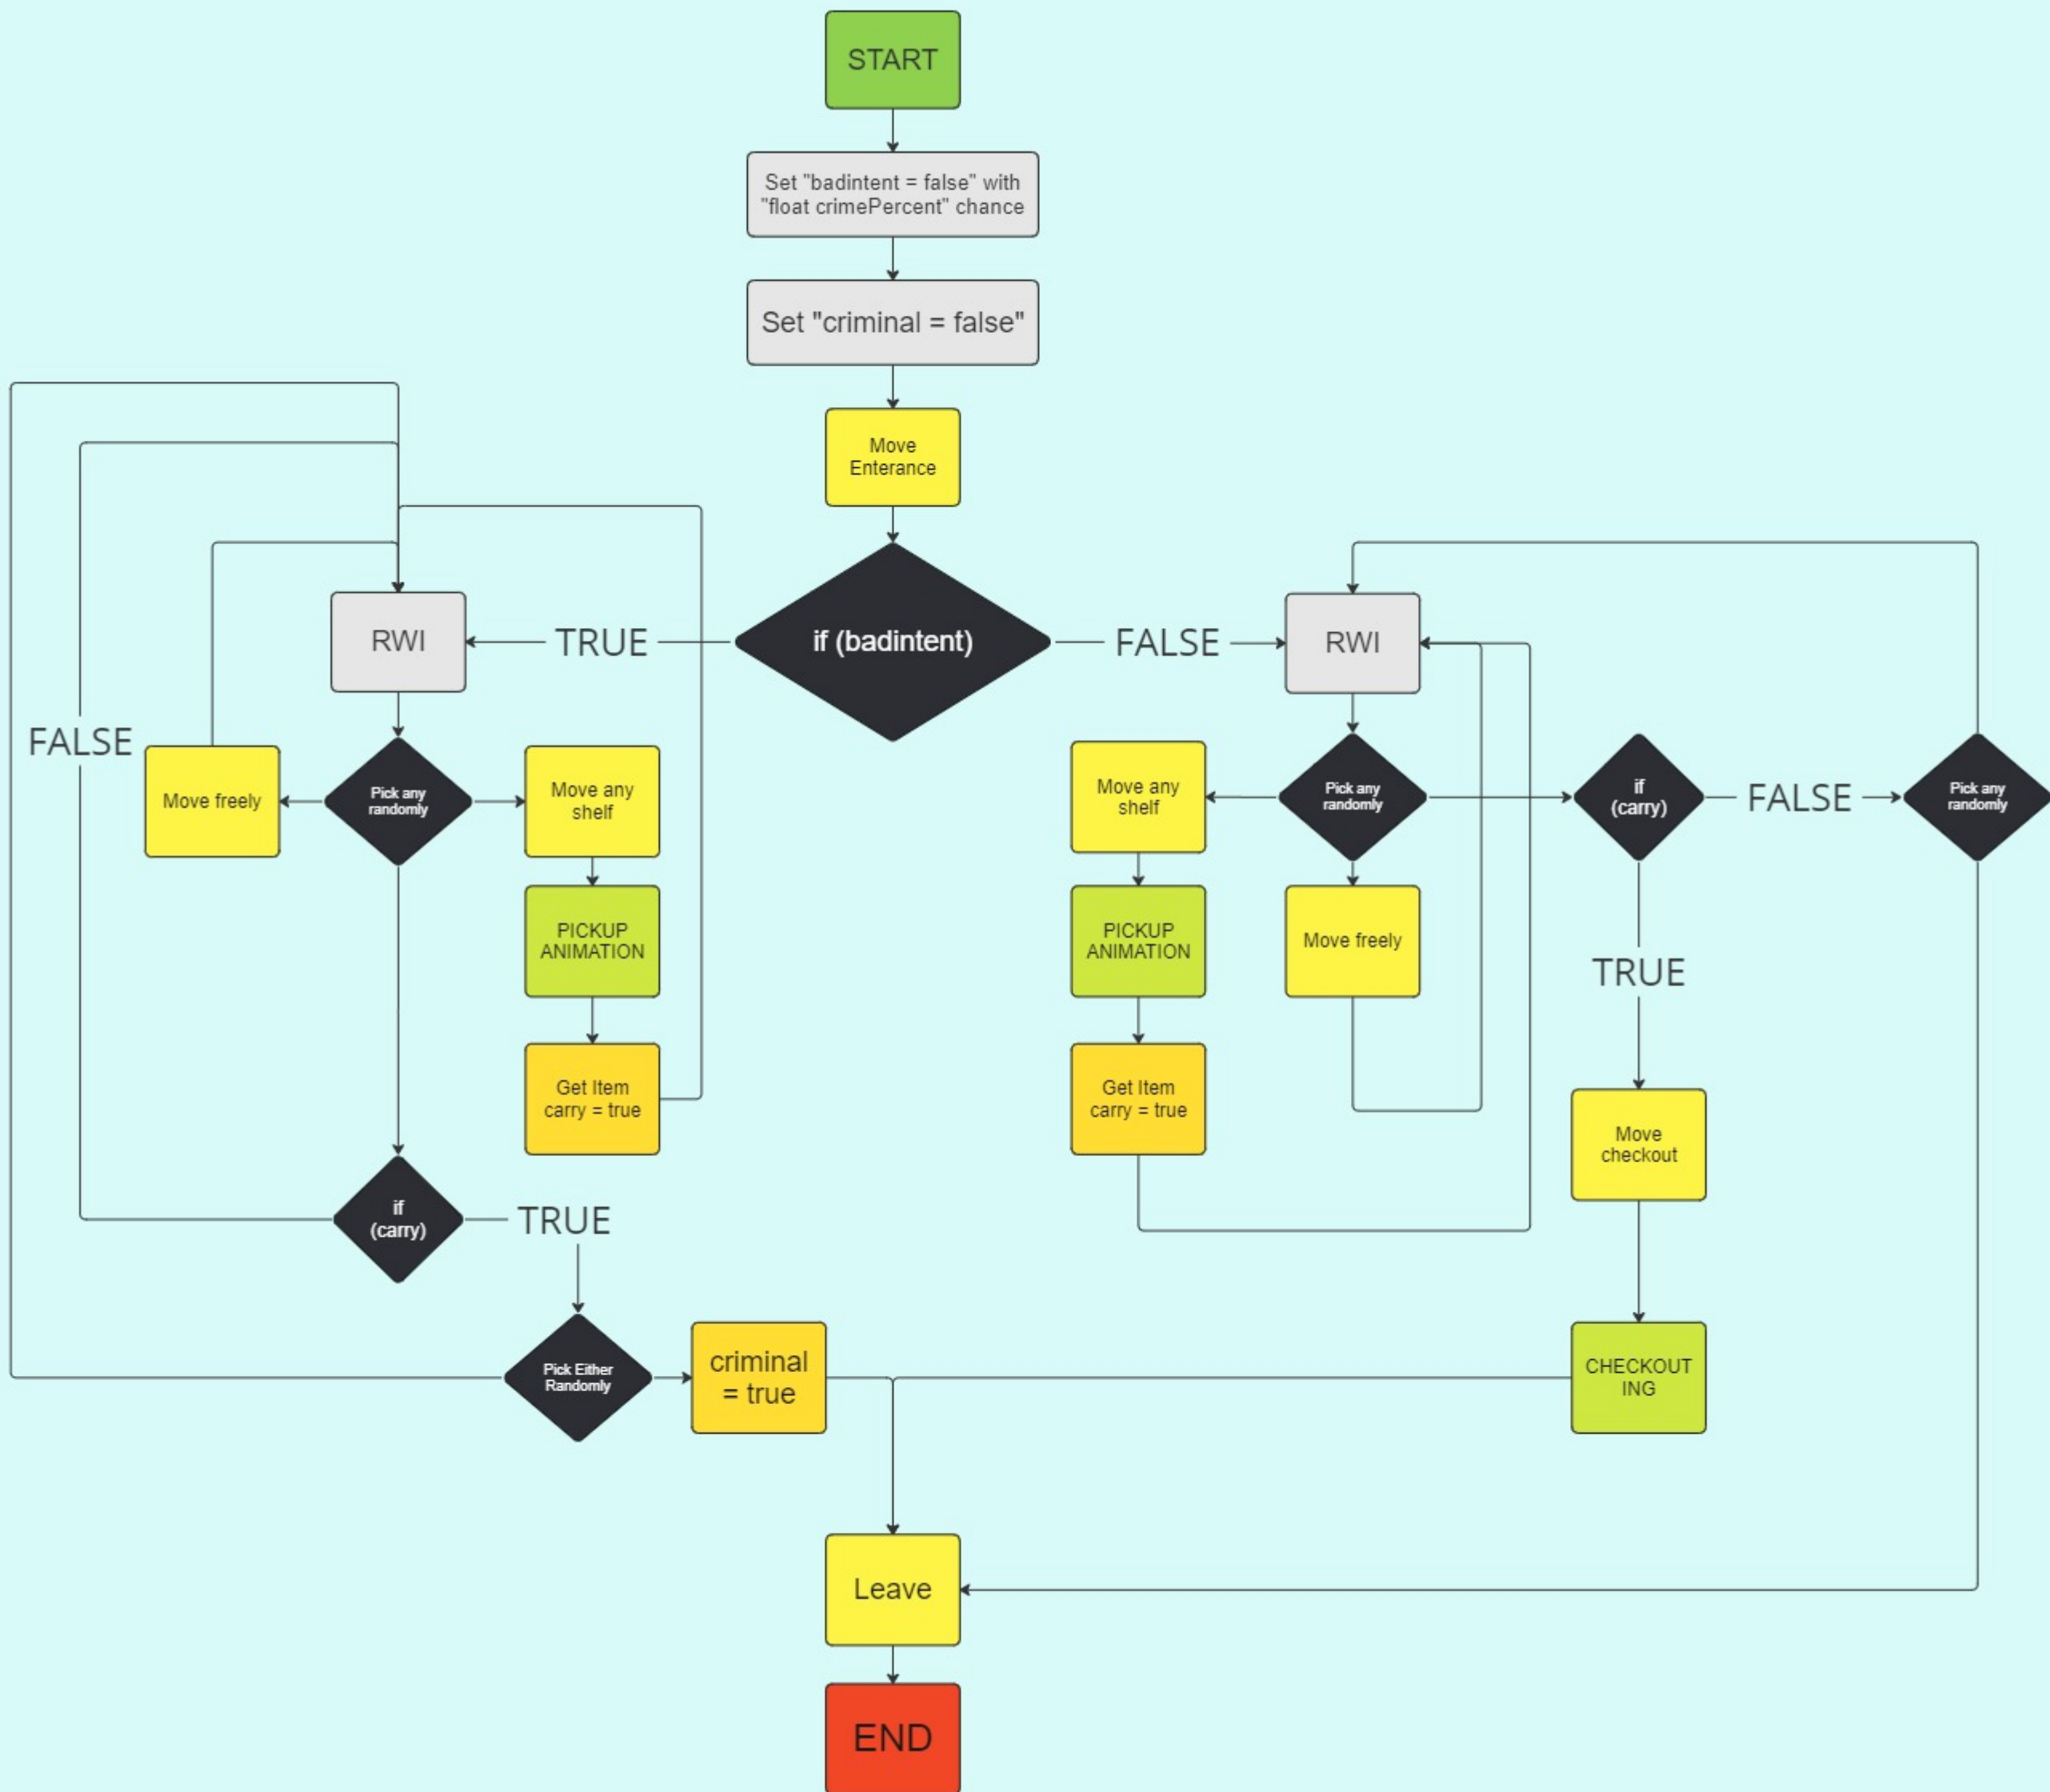 START
Set "badintent = false" with
"float crimePercent" chance
Set "criminal = false"
Move
Enterance
if (badintent)
TRUE
FALSE
RWI
RWI
FALSE
Move freely
Pick any
randomly
Move any
shelf
Move any
shelf
Pick any
randomly
if
(carry)
FALSE
Pick any
randomly
PICKUP
ANIMATION
PICKUP
ANIMATION
Move freely
TRUE
Get Item
carry = true
Get Item
carry = true
Move
checkout
if
(carry)
TRUE
Pick Either
Randomly
criminal
= true
CHECKOUT
ING
Leave
END